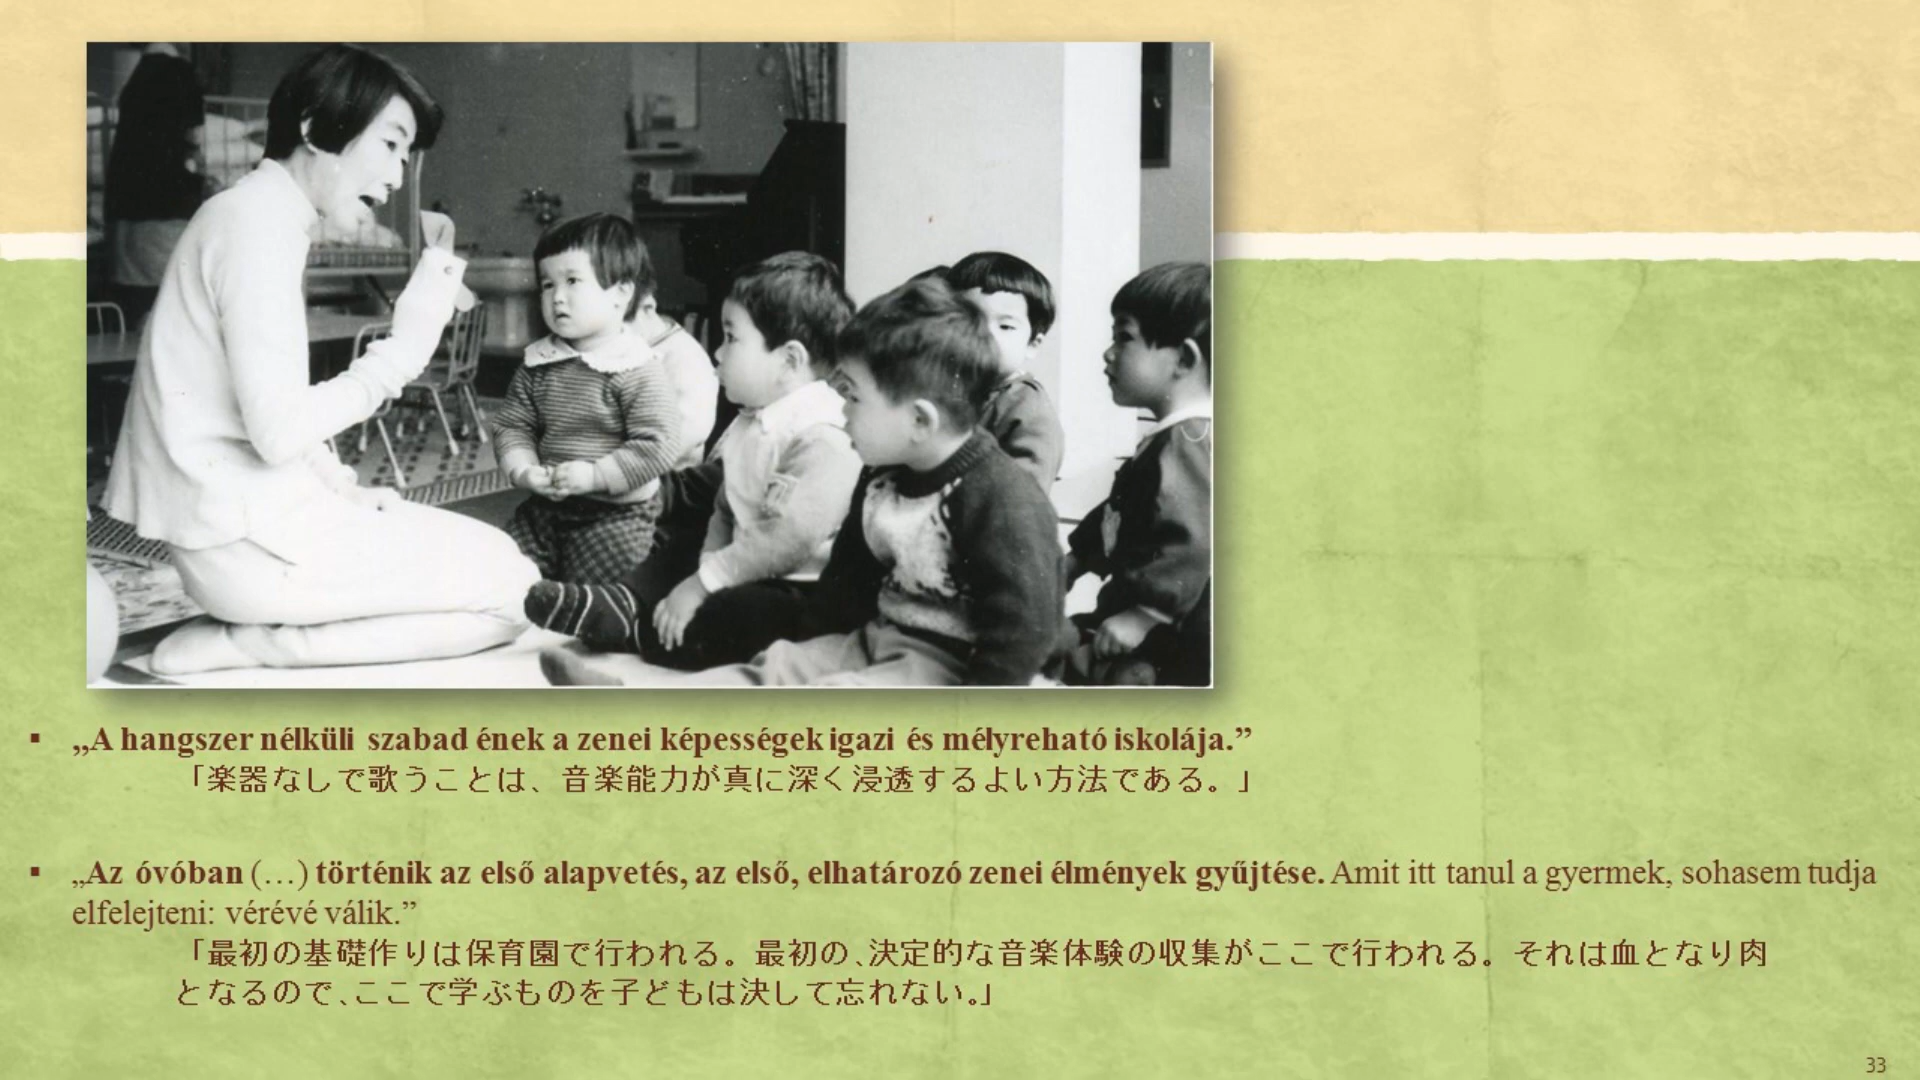 ▪ „A hangszer nélküli szabad ének a zenei képességek igazi és mélyreható iskolája.”
「楽器なしで歌うことは、音楽能力が真に深く浸透するよい方法である。」
▪ „Az óvóban (…) történik az első alapvetés, az első, elhatározó zenei élmények gyűjtése. Amit itt tanul a gyermek, sohasem tudja
elfelejteni: vérévé válik.”
「最初の基礎作りは保育園で行われる。最初の、決定的な音楽体験の収集がここで行われる。それは血となり肉
となるので、ここで学ぶものを子どもは決して忘れない。」
33